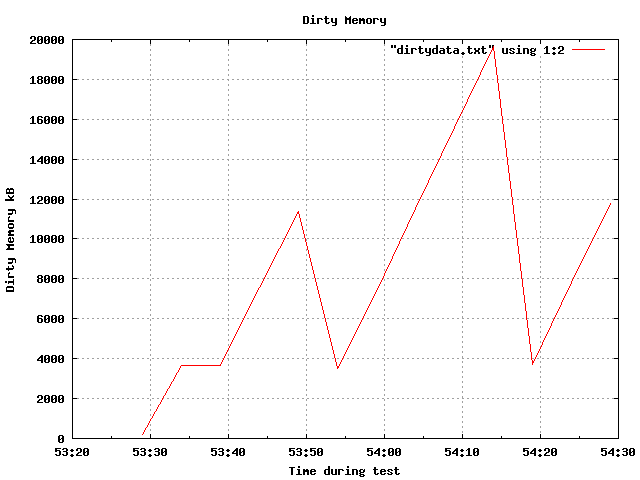 Dirty Memory
"dirtydata.txt" using 1:2
20000
18000
16000
14000
12000
10000
8000
6000
4000
2000
0
Dirty Memory kB
53:20 53:30 53:40 53:50 54:00 54:10 54:20 54:30
Time during test